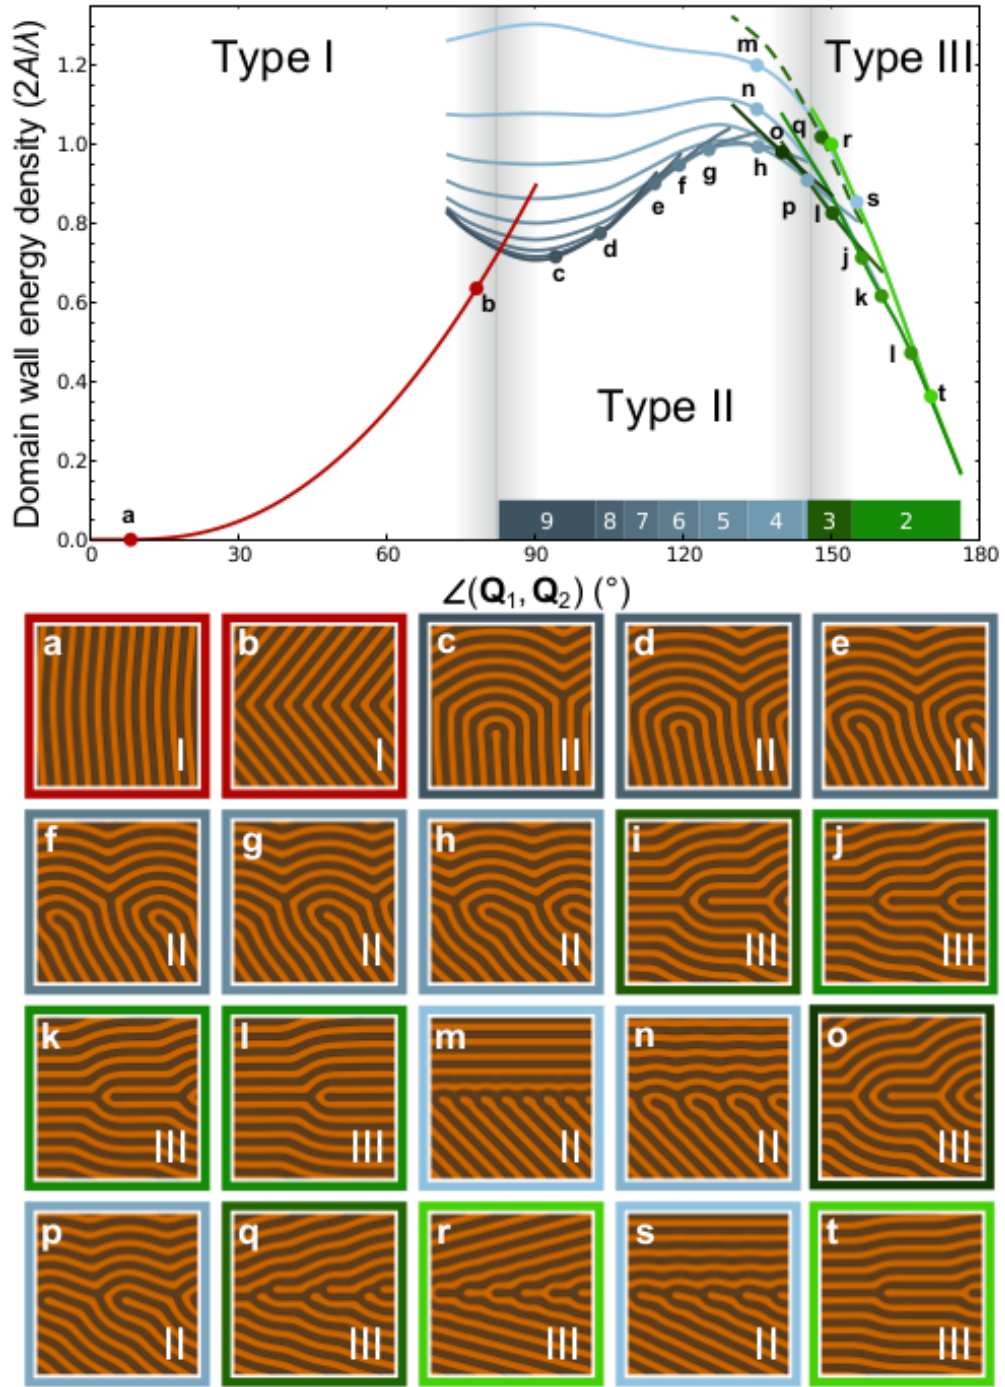 Domain wall energy density (2A/λ)
Type I
Type II
Type III
1.2
1.0
0.8
0.6
0.4
0.2
0.0
a
b
c
d
e
f
g
h
m
n
o
p
q
r
s
l
j
k
l
t
9 8 7 6 5 4 3 2
0 30 60 90 120 150 180
∠(Q₁, Q₂) (°)
a I
b I
c II
d II
e II
f II
g II
h II
i III
j III
k III
l III
m II
n II
o III
p II
q III
r III
s II
t III